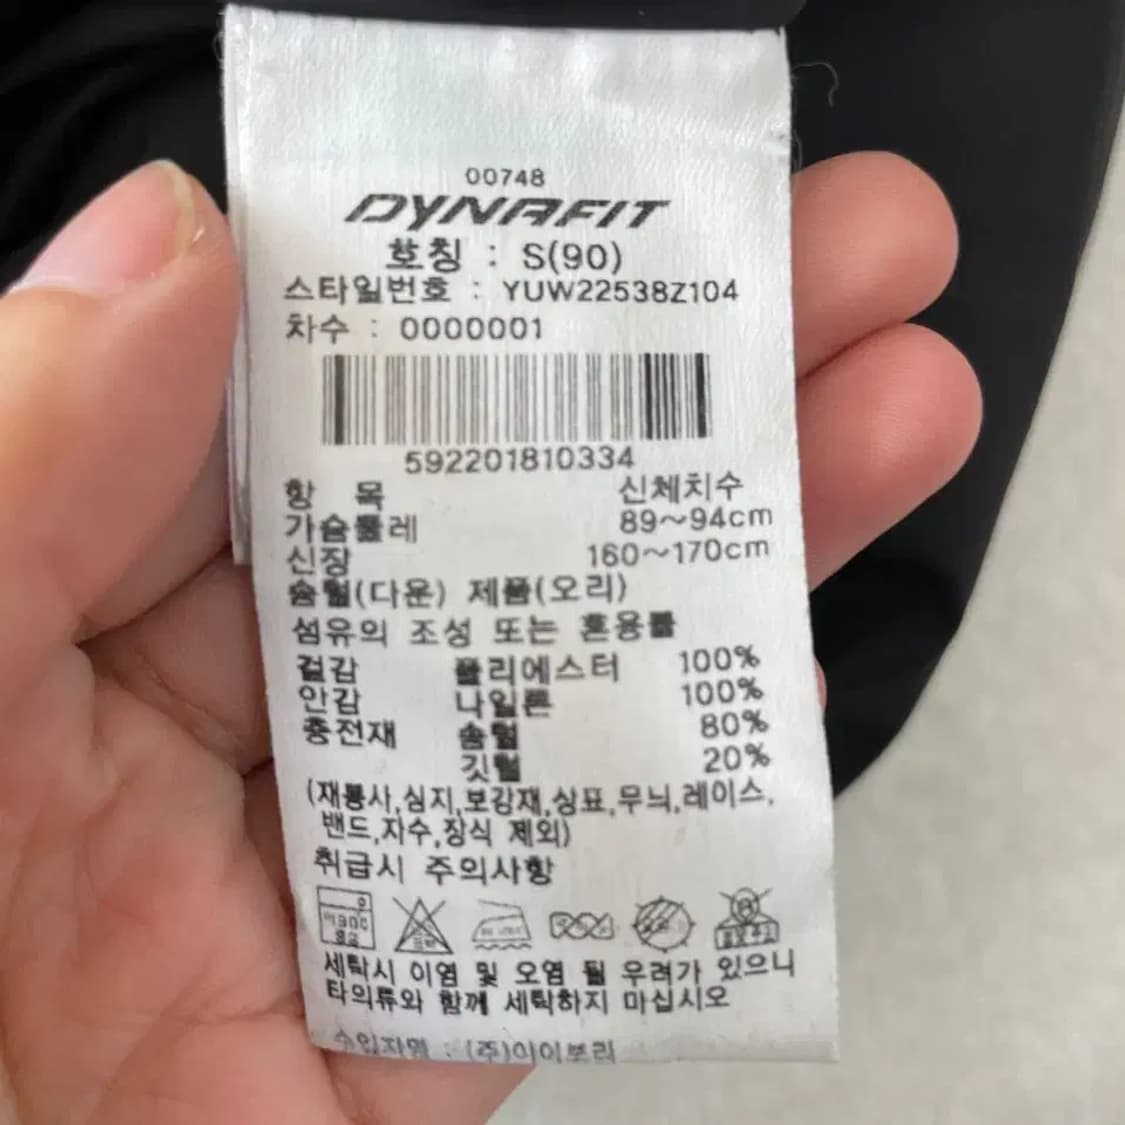 00748
DYNAFIT
호칭 : S(90)
스타일번호 : YUW22538Z104
차수 : 0000001
592201810334
항 목 신체치수
가슴둘레 89~94cm
신장 160~170cm
솜털(다운) 제품(오리)
섬유의 조성 또는 혼용률
겉감 폴리에스터 100%
안감 나일론 100%
충전재 솜털 80%
깃털 20%
(재봉사,심지,보강재,상표,무늬,레이스,
밴드,자수,장식 제외)
취급시 주의사항
세탁시 이염 및 오염 될 우려가 있으니
타의류와 함께 세탁하지 마십시오
수입자명 : (주)